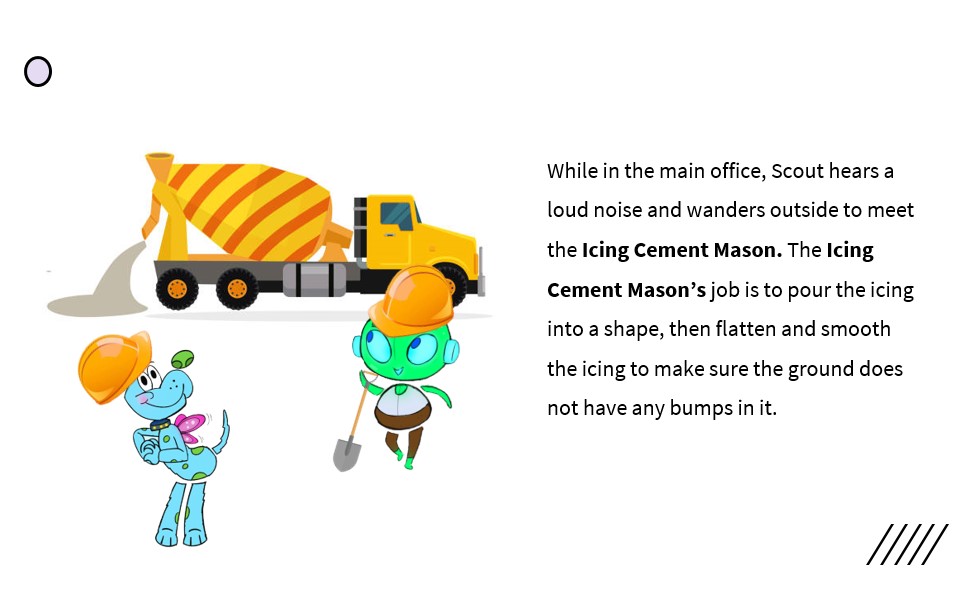 While in the main office, Scout hears a
loud noise and wanders outside to meet
the Icing Cement Mason. The Icing
Cement Mason’s job is to pour the icing
into a shape, then flatten and smooth
the icing to make sure the ground does
not have any bumps in it.